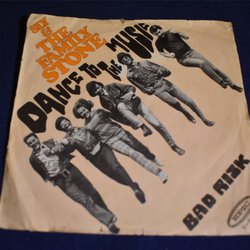 SLY &
THE
FAMILY
STONE
DANCE TO THE MUSIC
BAD RISK